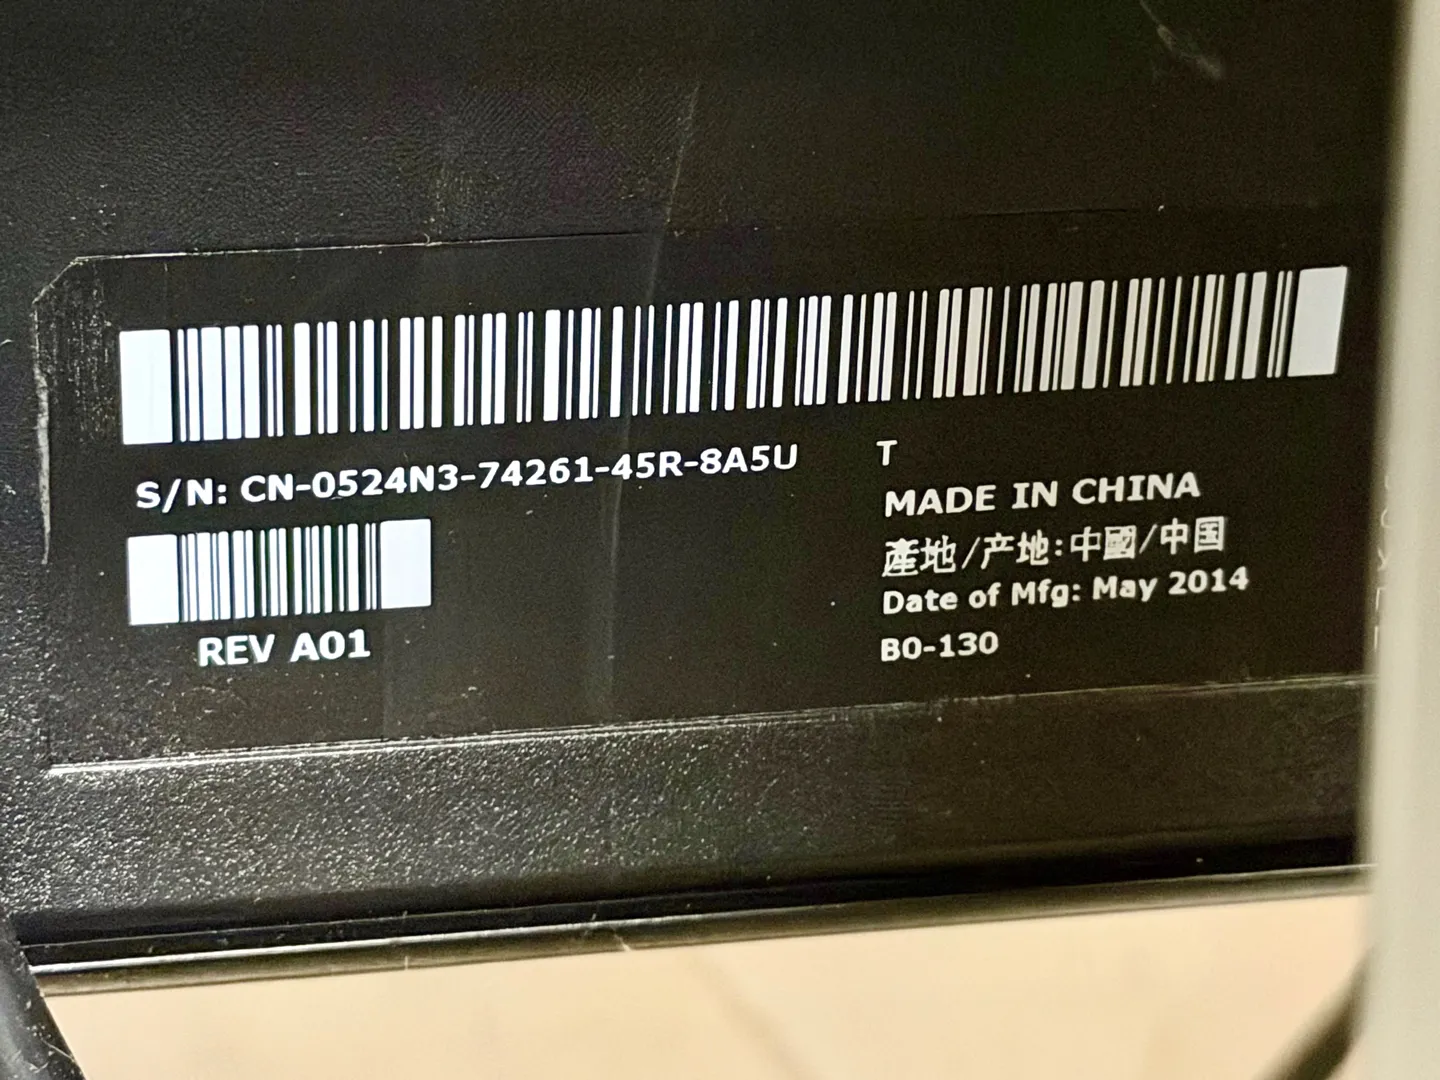 S/N: CN-0524N3-74261-45R-8A5U
T
REV A01
MADE IN CHINA
產地/产地:中國/中国
Date of Mfg: May 2014
B0-130